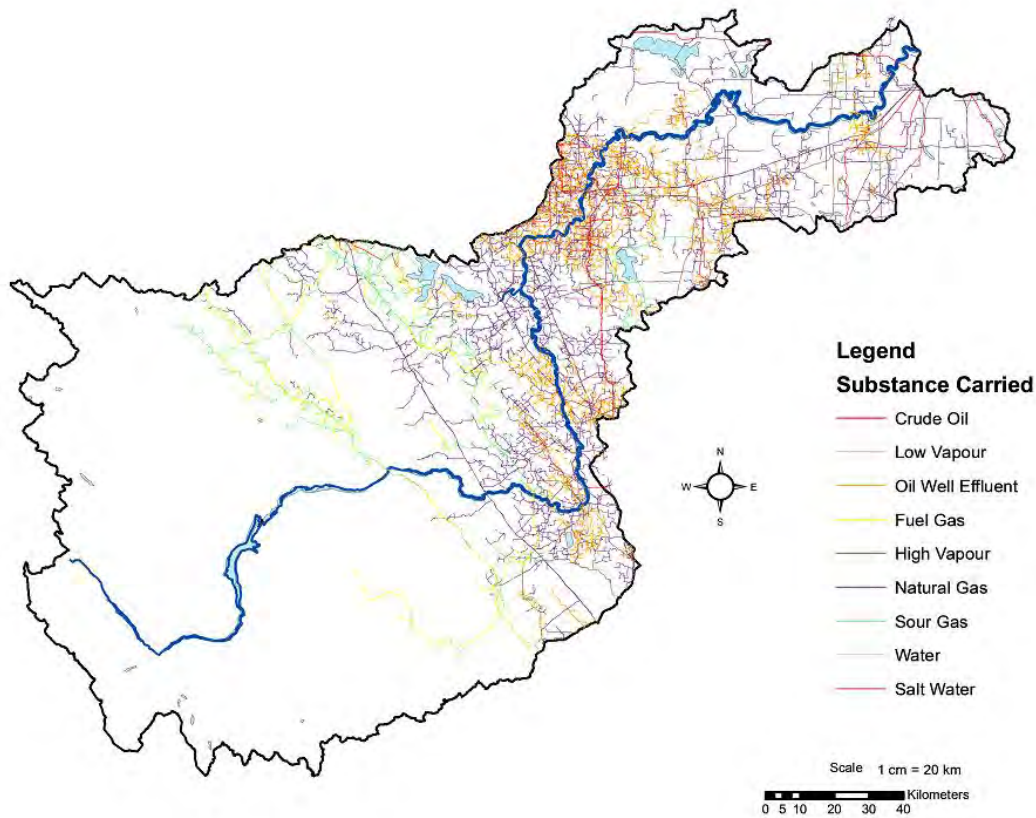 Legend
Substance Carried
Crude Oil
Low Vapour
Oil Well Effluent
Fuel Gas
High Vapour
Natural Gas
Sour Gas
Water
Salt Water
N
W E
S
Scale 1 cm = 20 km
Kilometers
0 5 10 20 30 40